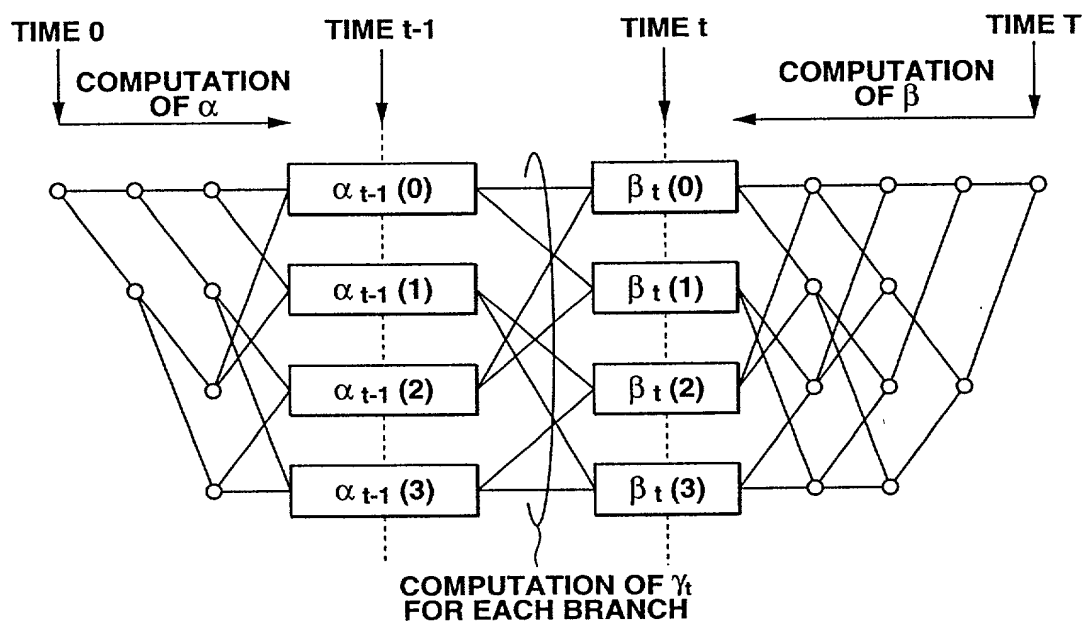 TIME 0
TIME t-1
TIME t
TIME T
COMPUTATION
OF α
COMPUTATION
OF β
α t-1 (0)
β t (0)
α t-1 (1)
β t (1)
α t-1 (2)
β t (2)
α t-1 (3)
β t (3)
COMPUTATION OF γt
FOR EACH BRANCH